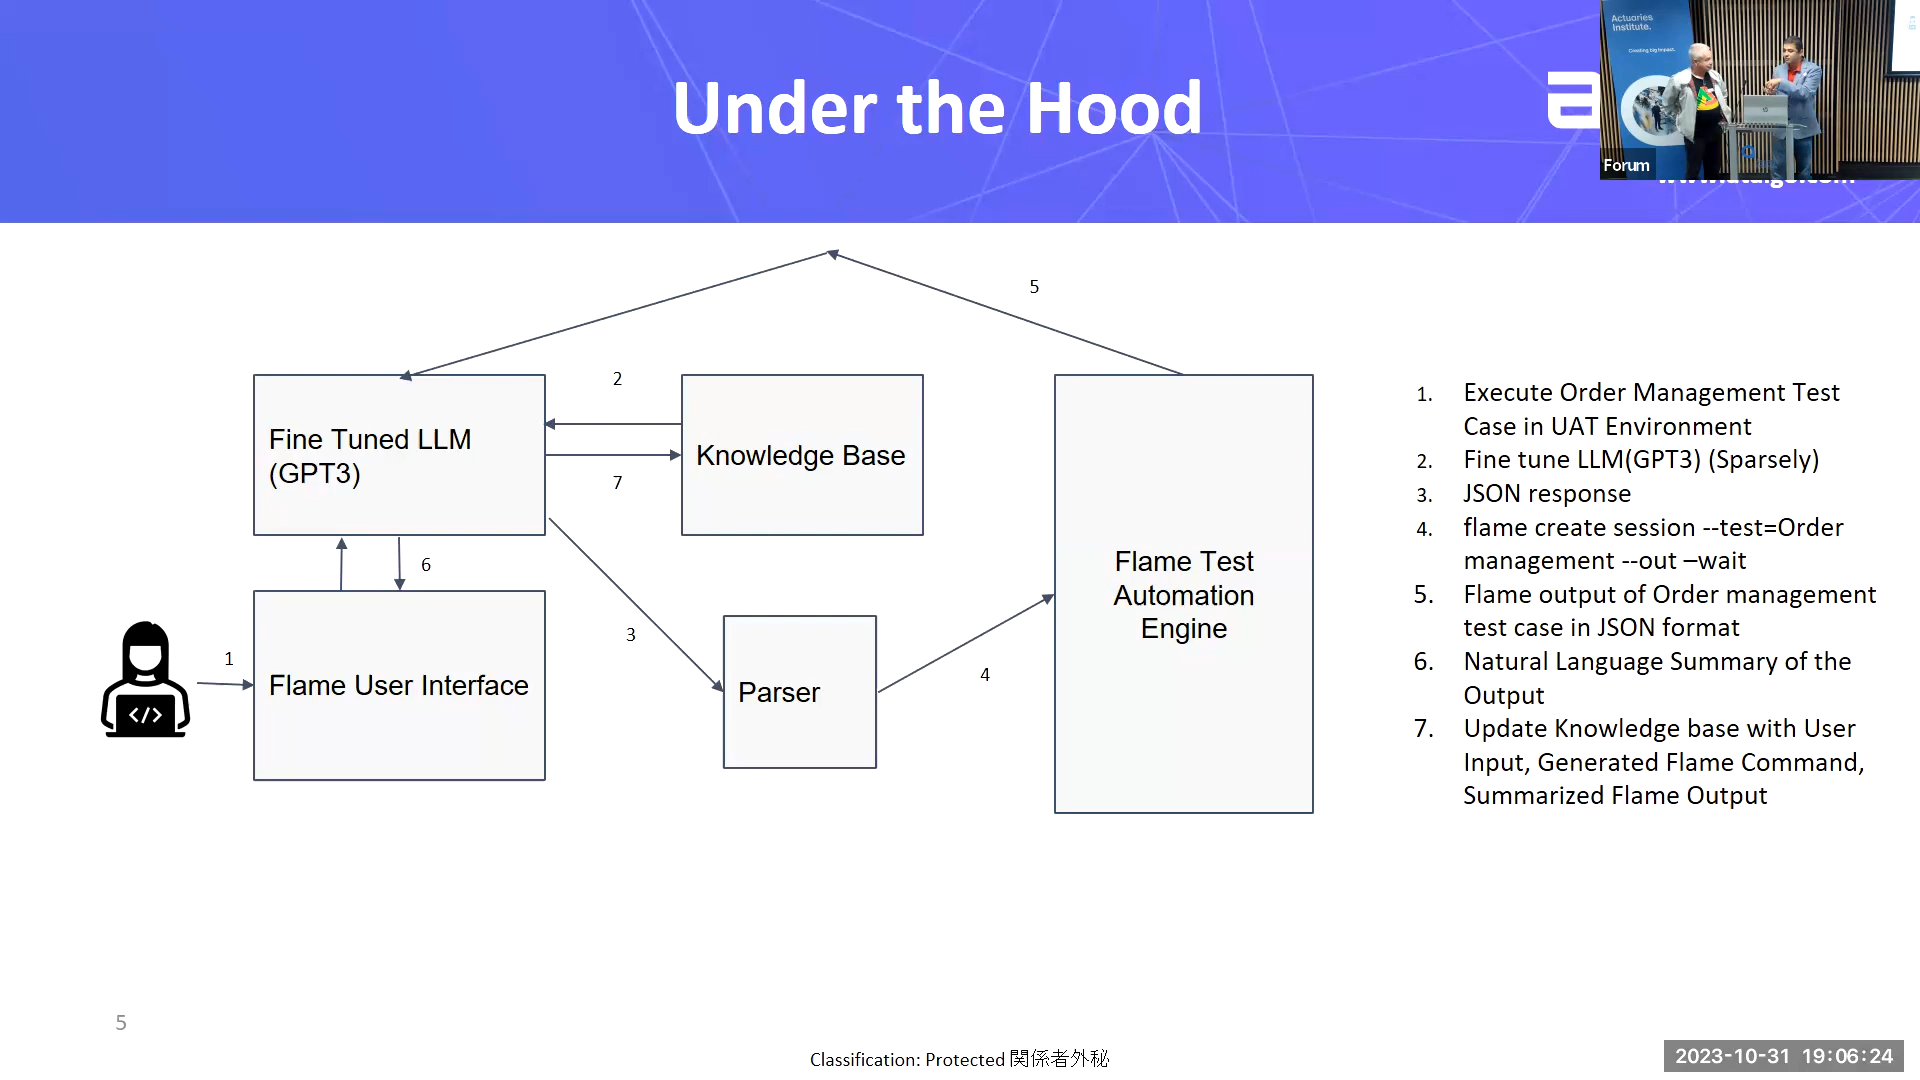 Under the Hood
Actuaries
Institute.
Creating big impact.
Forum
5
2
Fine Tuned LLM
(GPT3)
Knowledge Base
7
6
1
Flame User Interface
3
Parser
4
Flame Test
Automation
Engine
1. Execute Order Management Test
Case in UAT Environment
2. Fine tune LLM(GPT3) (Sparsely)
3. JSON response
4. flame create session --test=Order
management --out –wait
5. Flame output of Order management
test case in JSON format
6. Natural Language Summary of the
Output
7. Update Knowledge base with User
Input, Generated Flame Command,
Summarized Flame Output
5
Classification: Protected 関係者外秘
2023-10-31 19:06:24